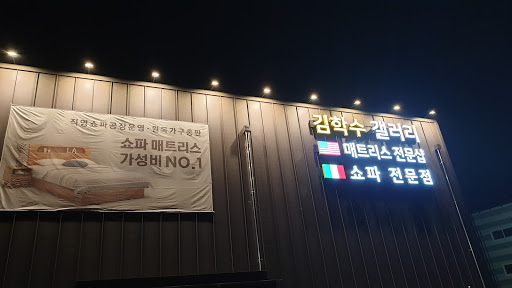 직영쇼파공장운영-원목가구총판
쇼파 매트리스
가성비 NO.1
김학수 갤러리
매트리스 전문샵
쇼파 전문점